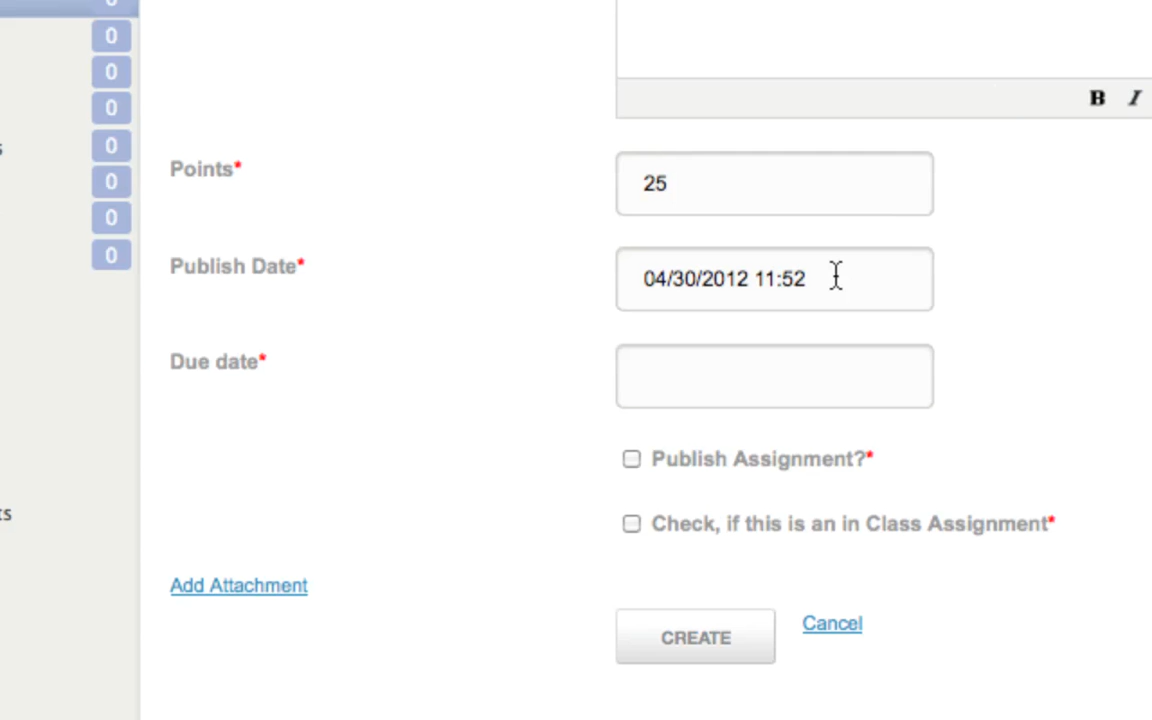 0
0
0
0
0
0
0
B I
Points*
25
Publish Date*
04/30/2012 11:52
Due date*
Publish Assignment?*
Check, if this is an in Class Assignment*
Add Attachment
CREATE
Cancel